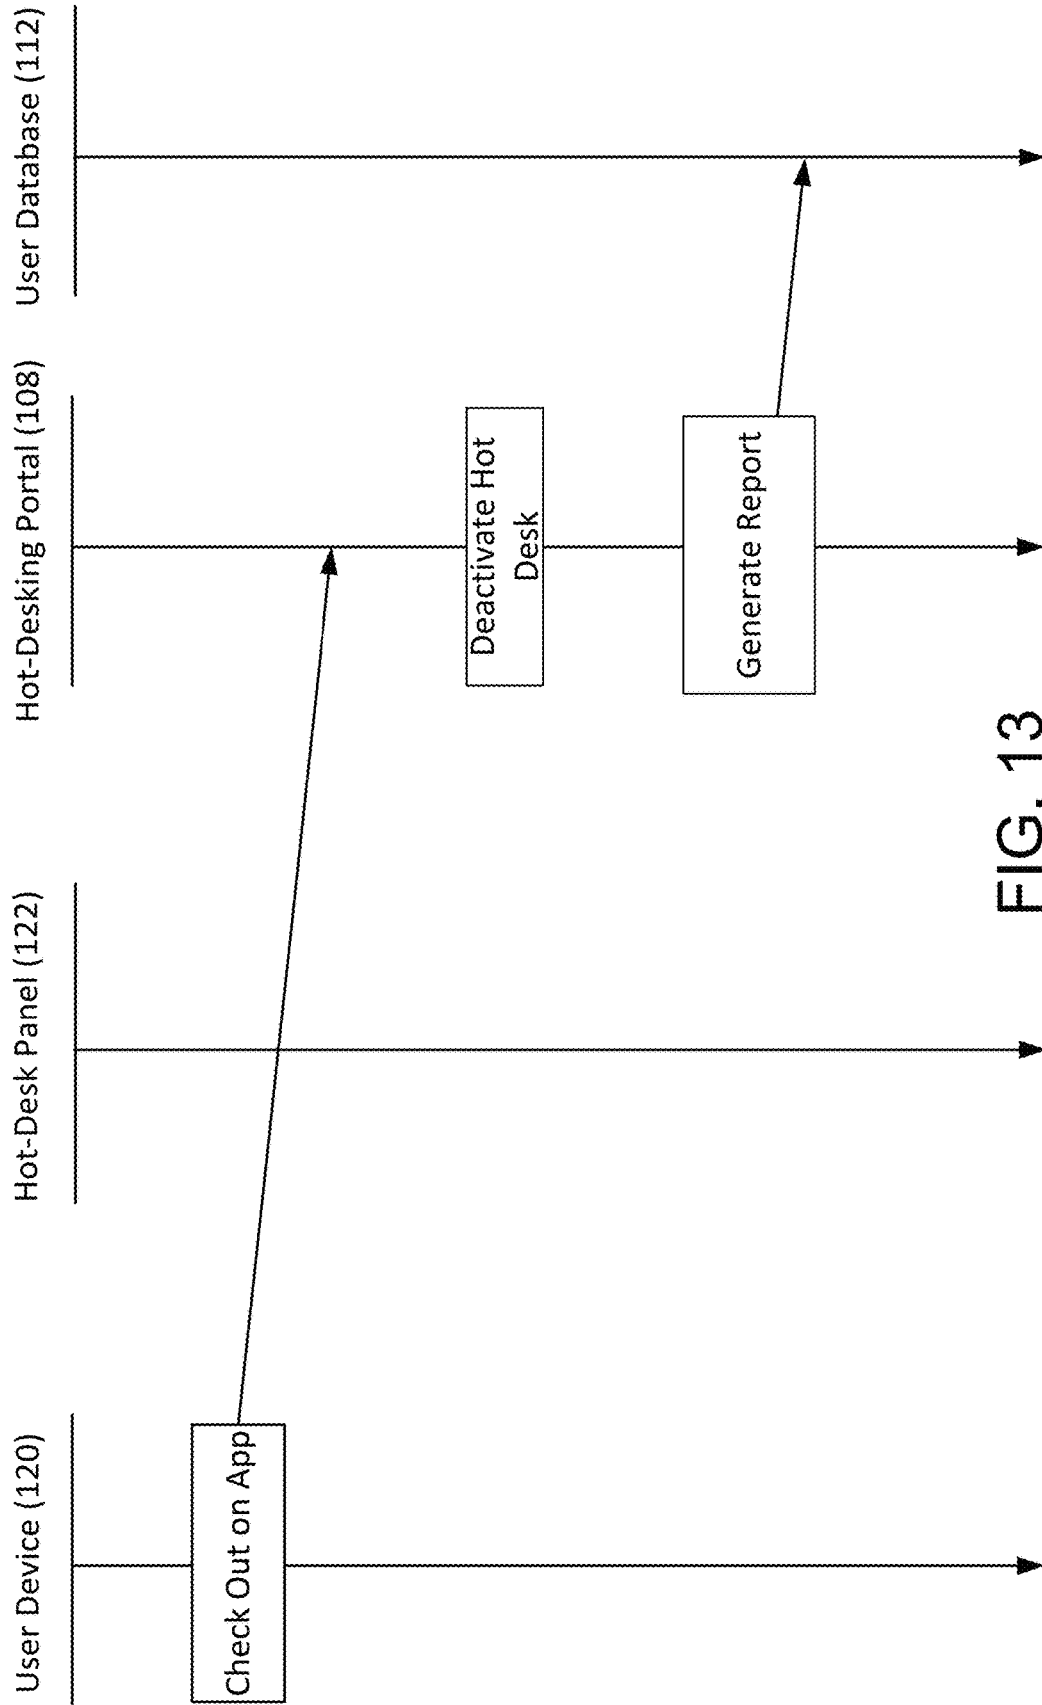 User Device (120)
Hot-Desk Panel (122)
Hot-Desking Portal (108)
User Database (112)
Check Out on App
Deactivate Hot
Desk
Generate Report
FIG. 13